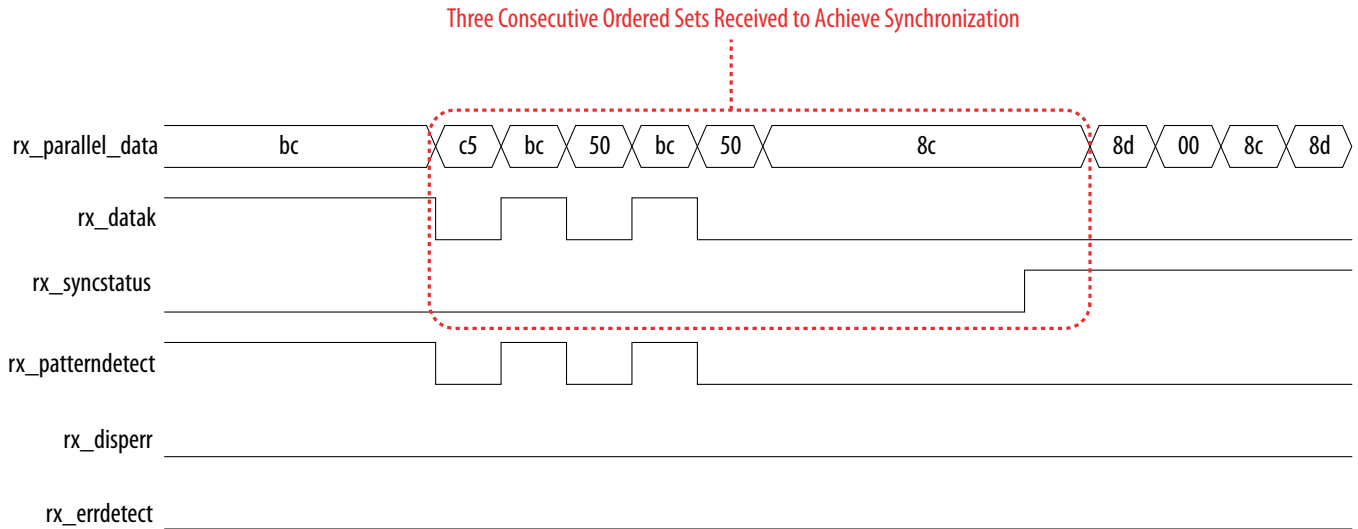 Three Consecutive Ordered Sets Received to Achieve Synchronization
rx_parallel_data bc c5 bc 50 bc 50 8c 8d 00 8c 8d
rx_datak
rx_syncstatus
rx_patterndetect
rx_disperr
rx_errdetect